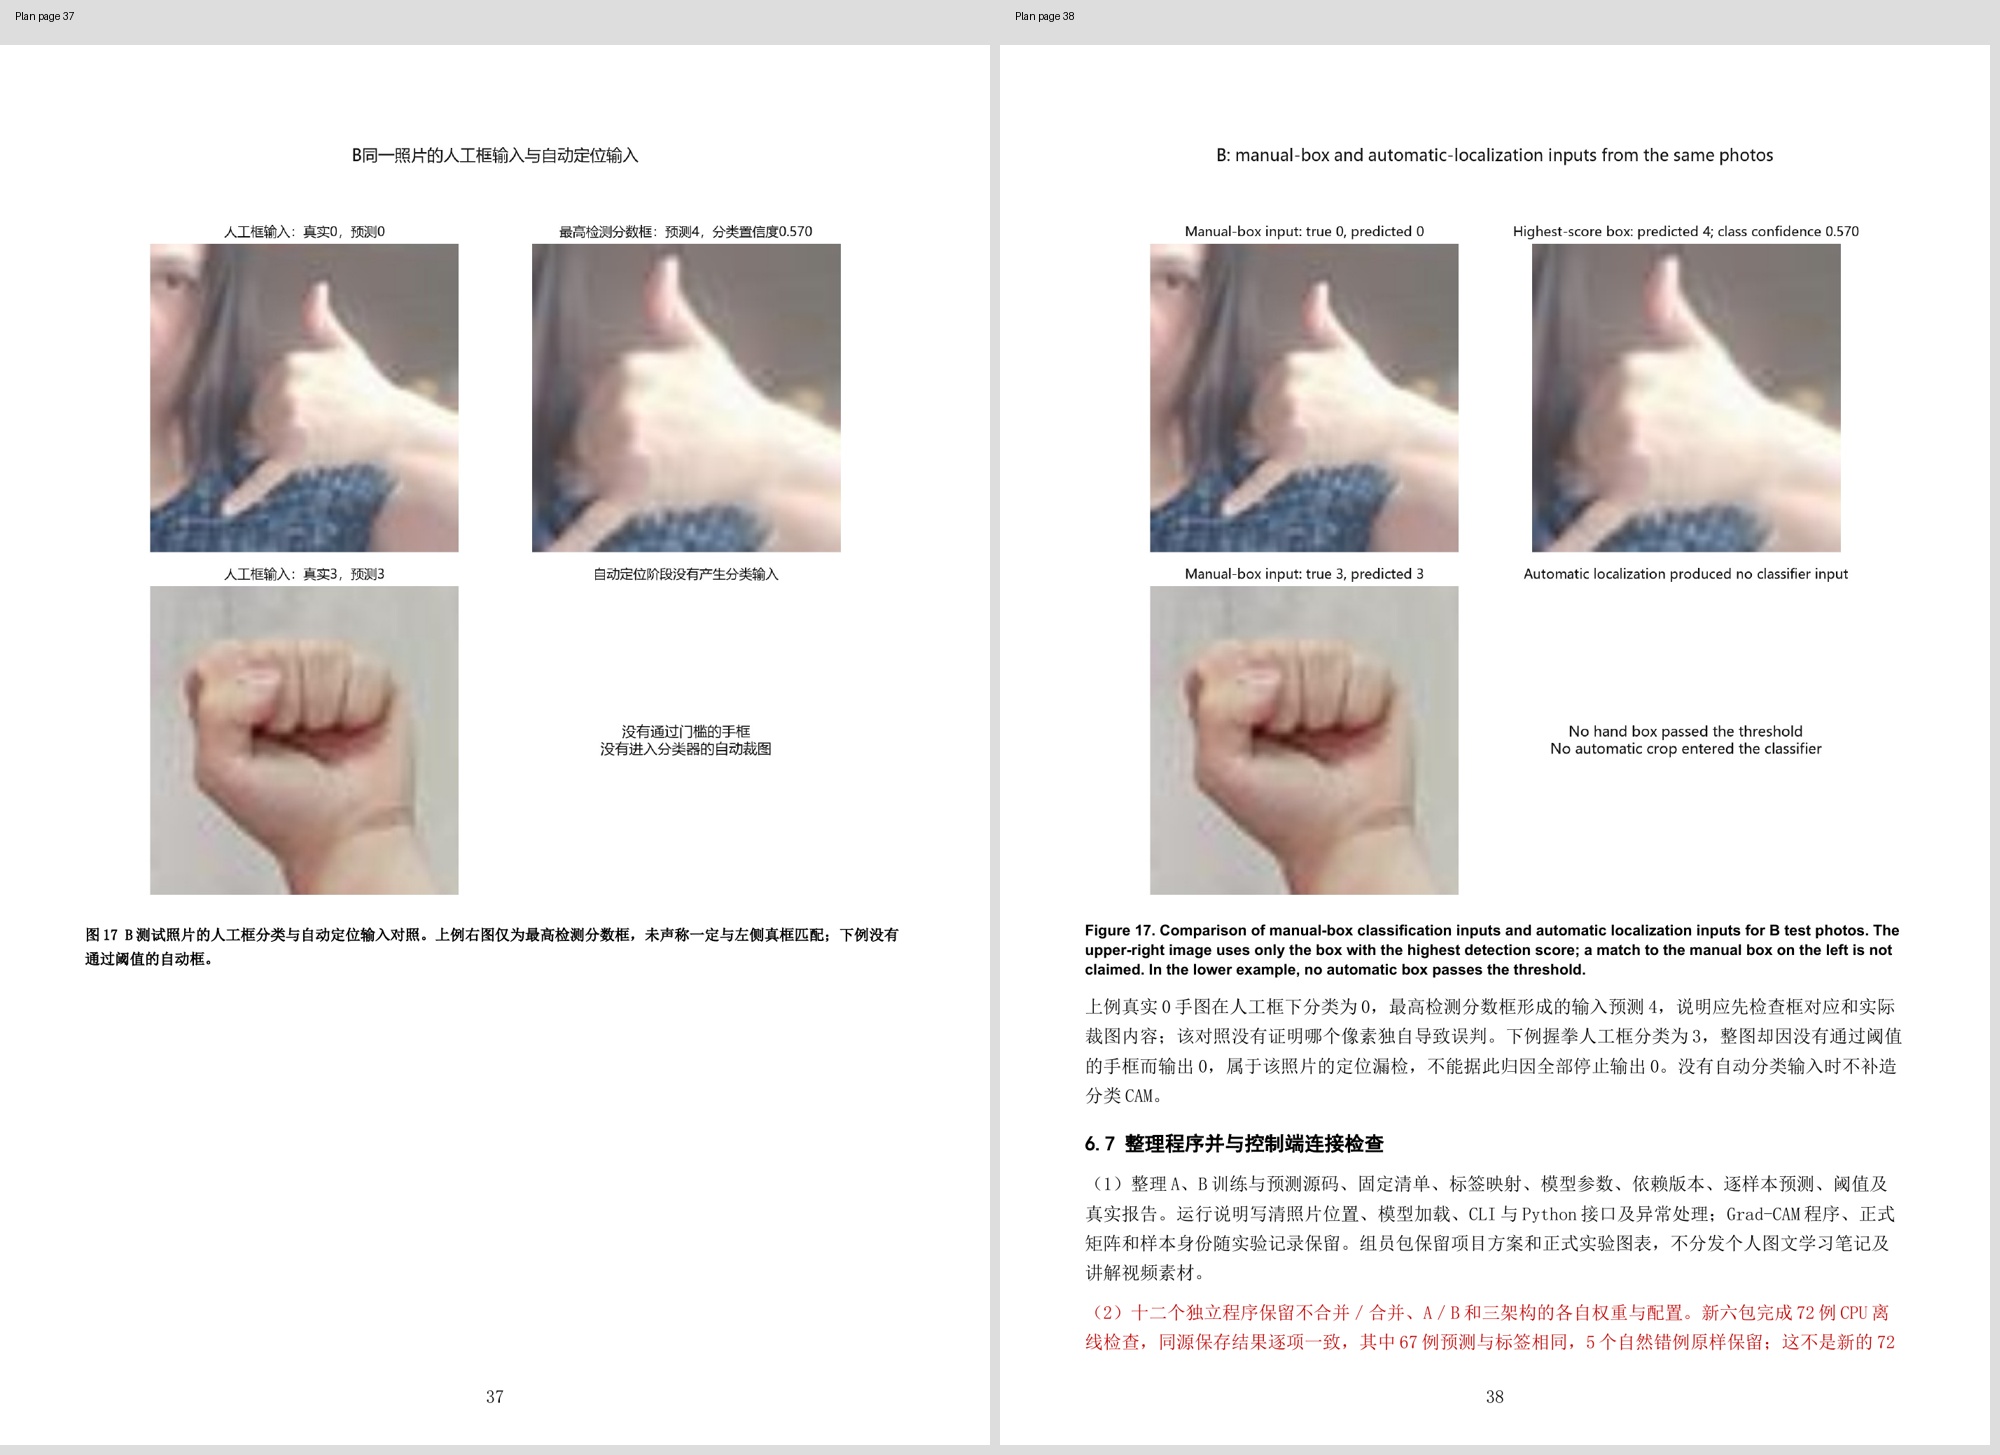 Plan page 37
B同一照片的人工框输入与自动定位输入
人工框输入：真实0，预测0
最高检测分数框：预测4，分类置信度0.570
人工框输入：真实3，预测3
自动定位阶段没有产生分类输入
没有通过门槛的手框
没有进入分类器的自动裁图
图 17 B 测试照片的人工框分类与自动定位输入对照。上例右图仅为最高检测分数框，未声称一定与左侧真框匹配；下例没有
通过阈值的自动框。
37
Plan page 38
B: manual-box and automatic-localization inputs from the same photos
Manual-box input: true 0, predicted 0
Highest-score box: predicted 4; class confidence 0.570
Manual-box input: true 3, predicted 3
Automatic localization produced no classifier input
No hand box passed the threshold
No automatic crop entered the classifier
Figure 17. Comparison of manual-box classification inputs and automatic localization inputs for B test photos. The
upper-right image uses only the box with the highest detection score; a match to the manual box on the left is not
claimed. In the lower example, no automatic box passes the threshold.
上例真实 0 手图在人工框下分类为 0，最高检测分数框形成的输入预测 4，说明应先检查框对应和实际
裁图内容；该对照没有证明哪个像素独自导致误判。下例握拳人工框分类为 3，整图却因没有通过阈值
的手框而输出 0，属于该照片的定位漏检，不能据此归因全部停止输出 0。没有自动分类输入时不补造
分类 CAM。
6.7 整理程序并与控制端连接检查
（1）整理 A、B 训练与预测源码、固定清单、标签映射、模型参数、依赖版本、逐样本预测、阈值及
真实报告。运行说明写清照片位置、模型加载、CLI 与 Python 接口及异常处理；Grad-CAM 程序、正式
矩阵和样本身份随实验记录保留。组员包保留项目方案和正式实验图表，不分发个人图文学习笔记及
讲解视频素材。
（2）十二个独立程序保留不合并 / 合并、A / B 和三架构的各自权重与配置。新六包完成 72 例 CPU 离
线检查，同源保存结果逐项一致，其中 67 例预测与标签相同，5 个自然错例原样保留；这不是新的 72
38